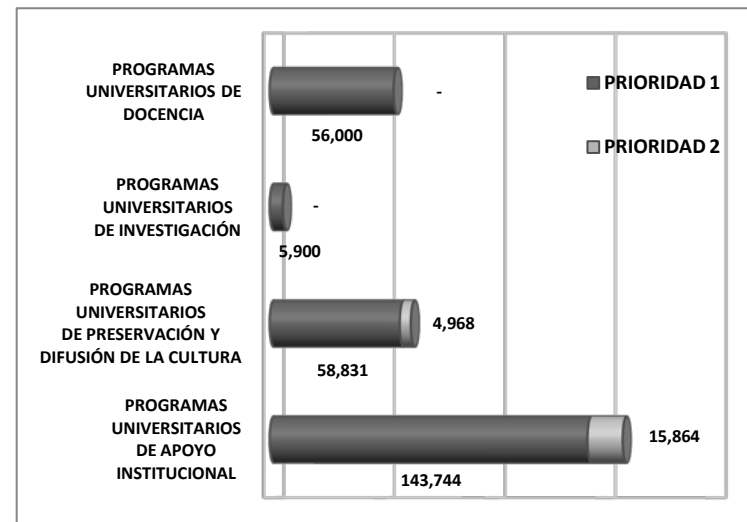 PROGRAMAS
UNIVERSITARIOS DE
DOCENCIA
-
56,000
PRIORIDAD 1
PRIORIDAD 2
PROGRAMAS
UNIVERSITARIOS
DE INVESTIGACIÓN
-
5,900
PROGRAMAS
UNIVERSITARIOS
DE PRESERVACIÓN Y
DIFUSIÓN DE LA CULTURA
4,968
58,831
PROGRAMAS
UNIVERSITARIOS
DE APOYO
INSTITUCIONAL
15,864
143,744